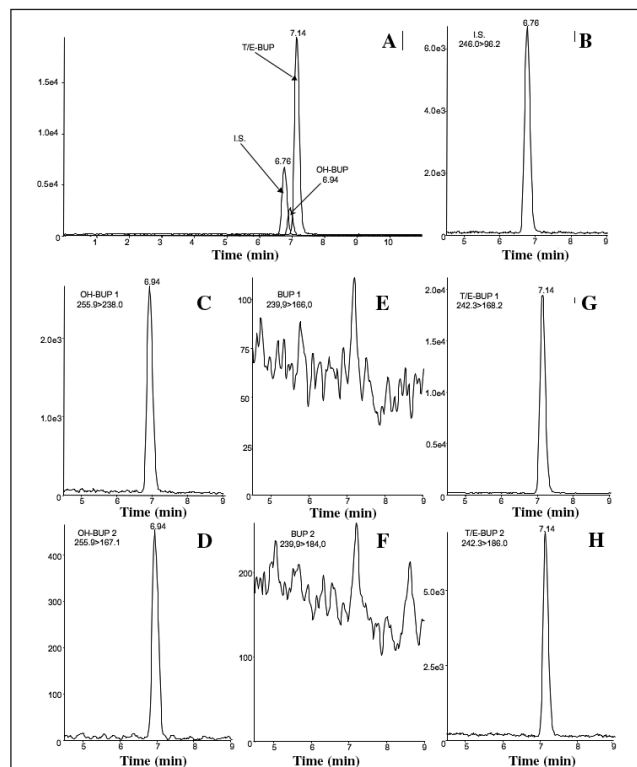 7.14
T/E-BUP
A
1.5e4
1.0e4
I.S.
6.76
OH-BUP
6.94
0.5e4
1 2 3 4 5 6 7 8 9 10
Time (min)
6.76
I.S.
246.0>96.2
B
6.0e3
4.0e3
2.0e3
5 6 7 8 9
Time (min)
6.94
OH-BUP 1
255.9>238.0
C
2.0e3
1.0e3
5 6 7 8 9
Time (min)
BUP 1
239,9>166,0
E
100
75
50
25
0
5 6 7 8 9
Time (min)
2.0e4
T/E-BUP 1
242.3>168.2
7.14
G
1.5e4
1.0e4
0.5e4
5 6 7 8 9
Time (min)
OH-BUP 2
255.9>167.1
6.94
D
400
300
200
100
0
5 6 7 8 9
Time (min)
BUP 2
239,9>184,0
F
200
100
0
5 6 7 8 9
Time (min)
T/E-BUP 2
242.3>186.0
7.14
H
5.0e3
2.5e3
5 6 7 8 9
Time (min)